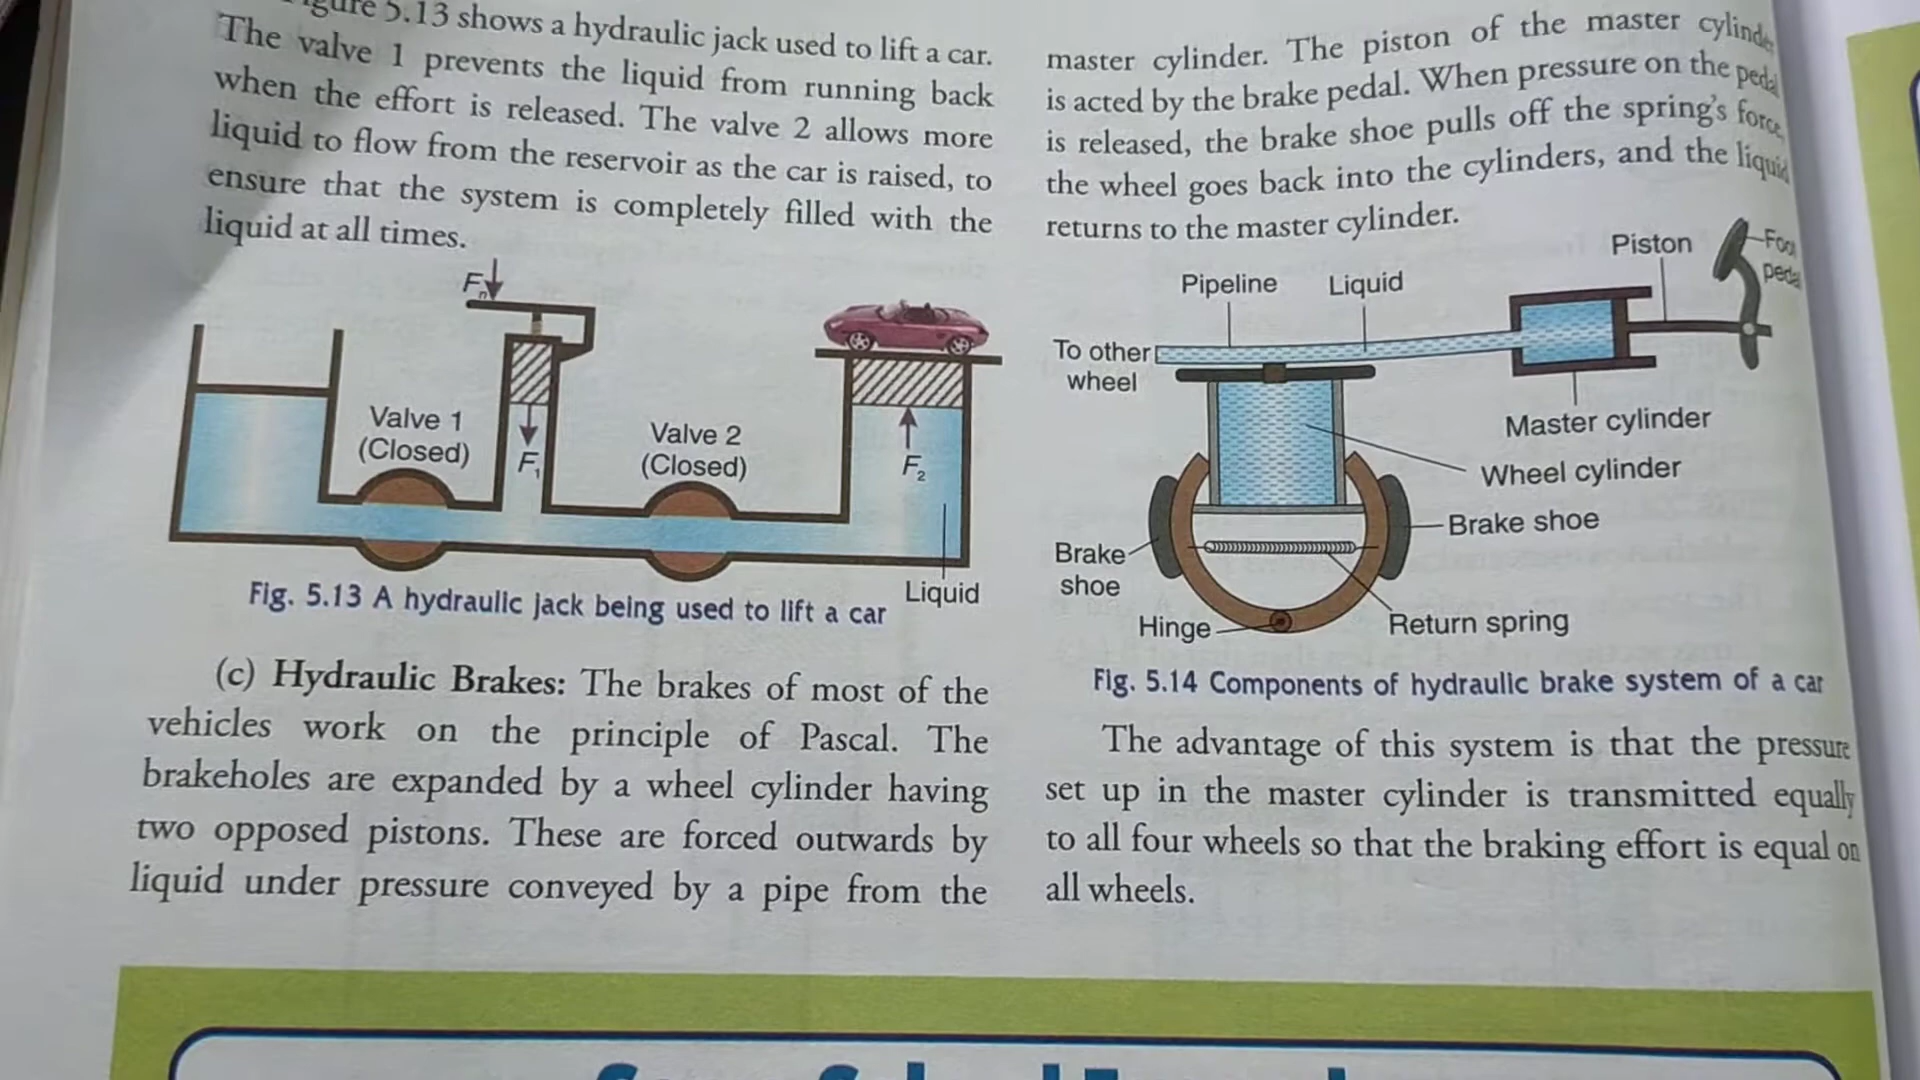 5.13 shows a hydraulic jack used to lift a car.
The valve 1 prevents the liquid from running back
when the effort is released. The valve 2 allows more
liquid to flow from the reservoir as the car is raised, to
ensure that the system is completely filled with the
liquid at all times.
Fₙ
Valve 1
(Closed)
F₁
Valve 2
(Closed)
F₂
Liquid
Fig. 5.13 A hydraulic jack being used to lift a car
(c) Hydraulic Brakes: The brakes of most of the
vehicles work on the principle of Pascal. The
brakeholes are expanded by a wheel cylinder having
two opposed pistons. These are forced outwards by
liquid under pressure conveyed by a pipe from the
master cylinder. The piston of the master cylinder
is acted by the brake pedal. When pressure on the pedal
is released, the brake shoe pulls off the spring's force,
the wheel goes back into the cylinders, and the liquid
returns to the master cylinder.
Piston
Foot
pedal
Pipeline
Liquid
To other
wheel
Master cylinder
Wheel cylinder
Brake shoe
Brake
shoe
Hinge
Return spring
Fig. 5.14 Components of hydraulic brake system of a car
The advantage of this system is that the pressure
set up in the master cylinder is transmitted equally
to all four wheels so that the braking effort is equal on
all wheels.